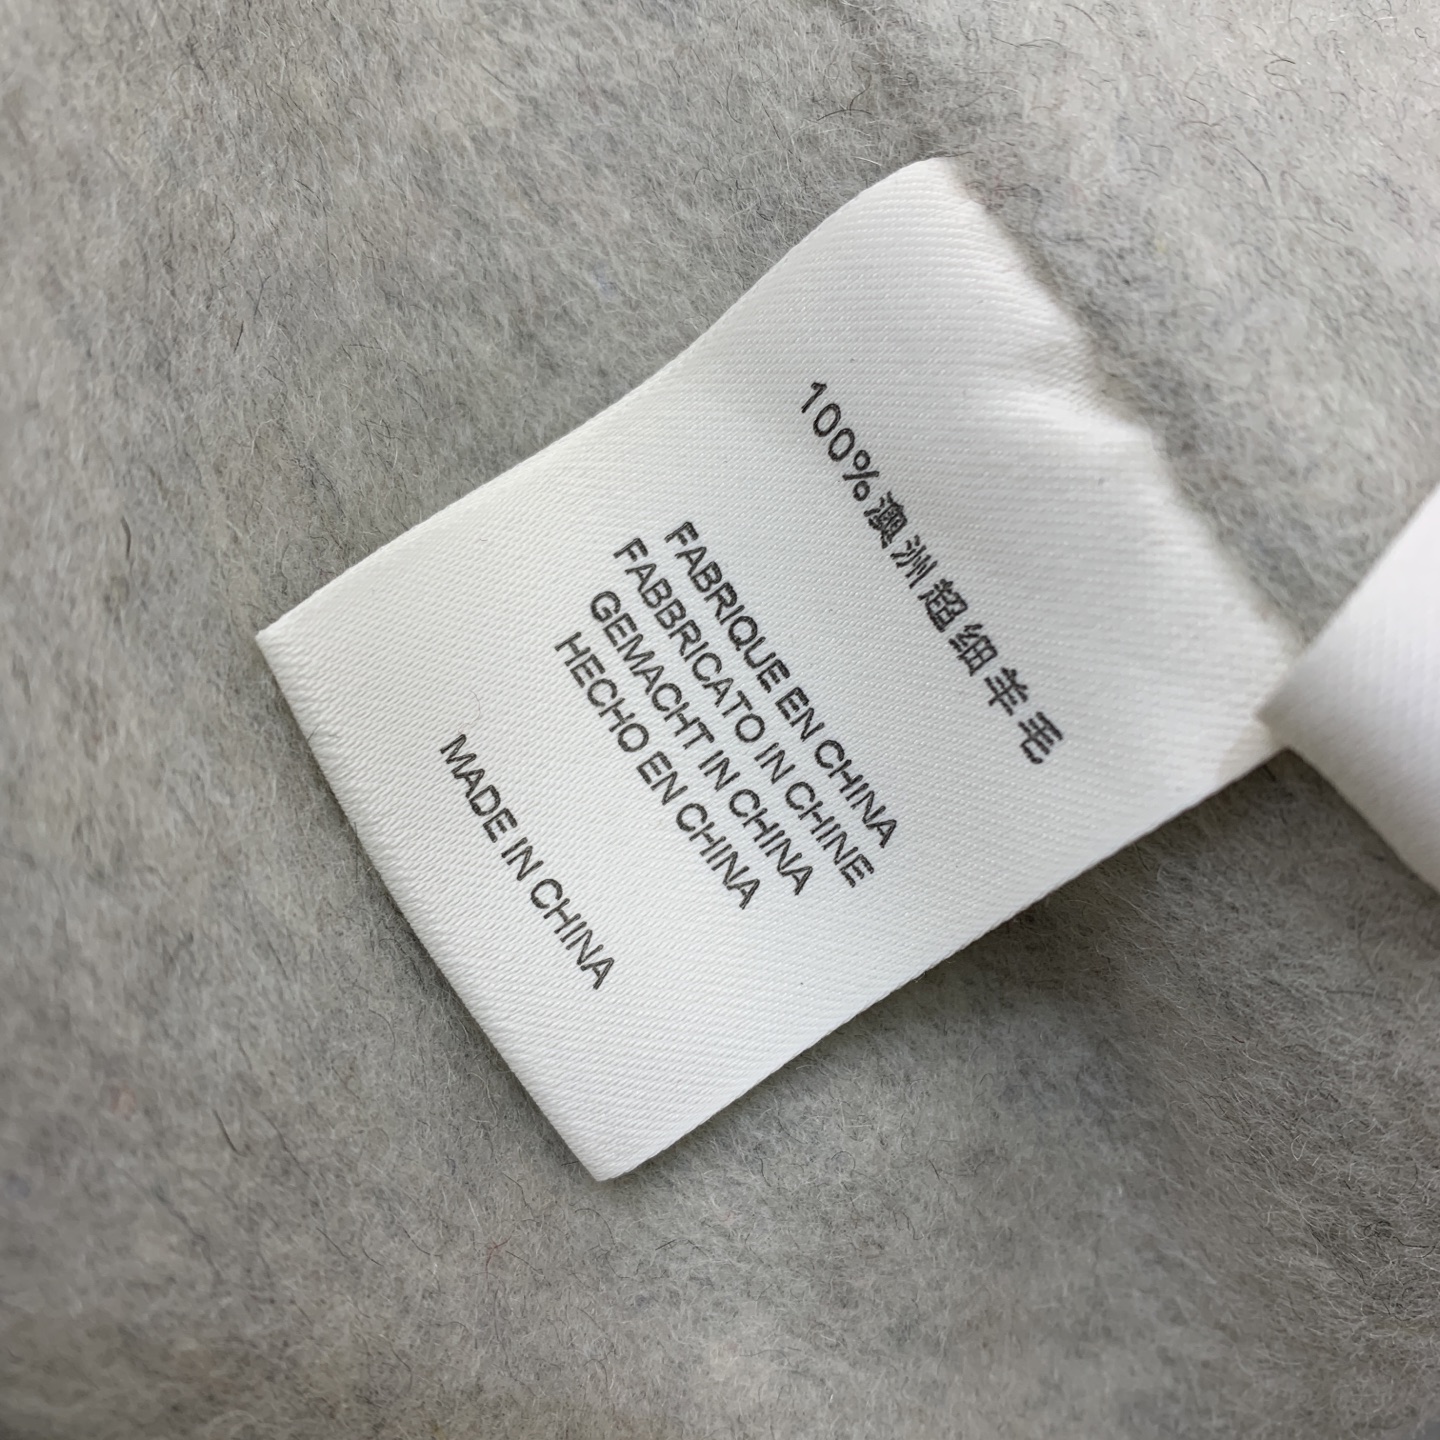 100%澳洲超细羊毛
FABRIQUE EN CHINA
FABBRICATO IN CHINE
GEMACHT IN CHINA
HECHO EN CHINA
MADE IN CHINA